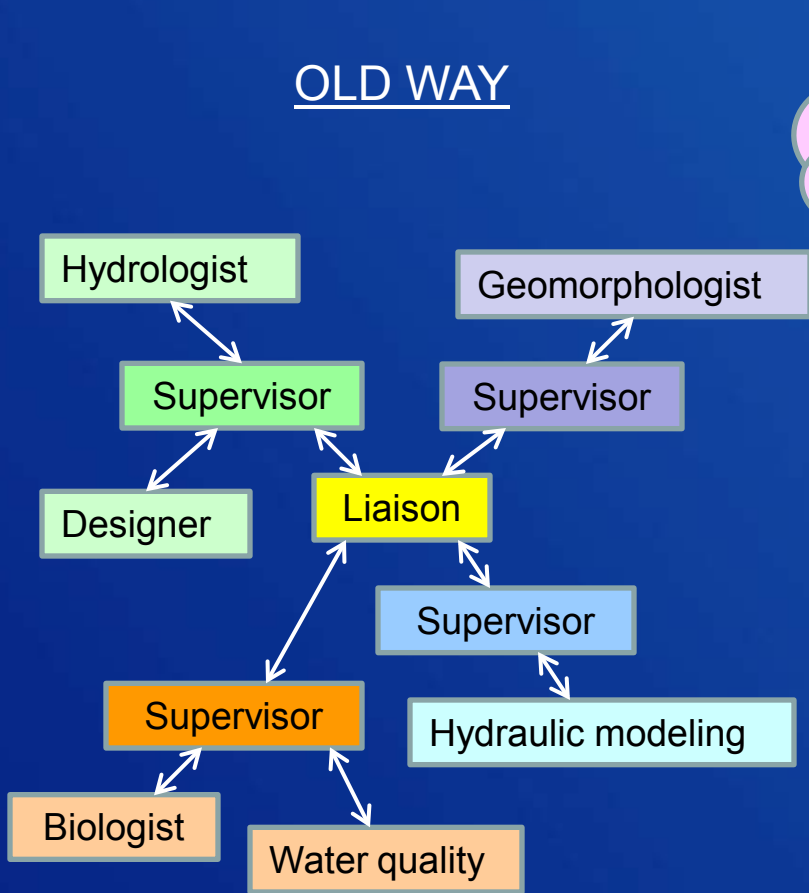 OLD WAY
Hydrologist
Geomorphologist
Supervisor
Supervisor
Liaison
Designer
Supervisor
Supervisor
Hydraulic modeling
Biologist
Water quality